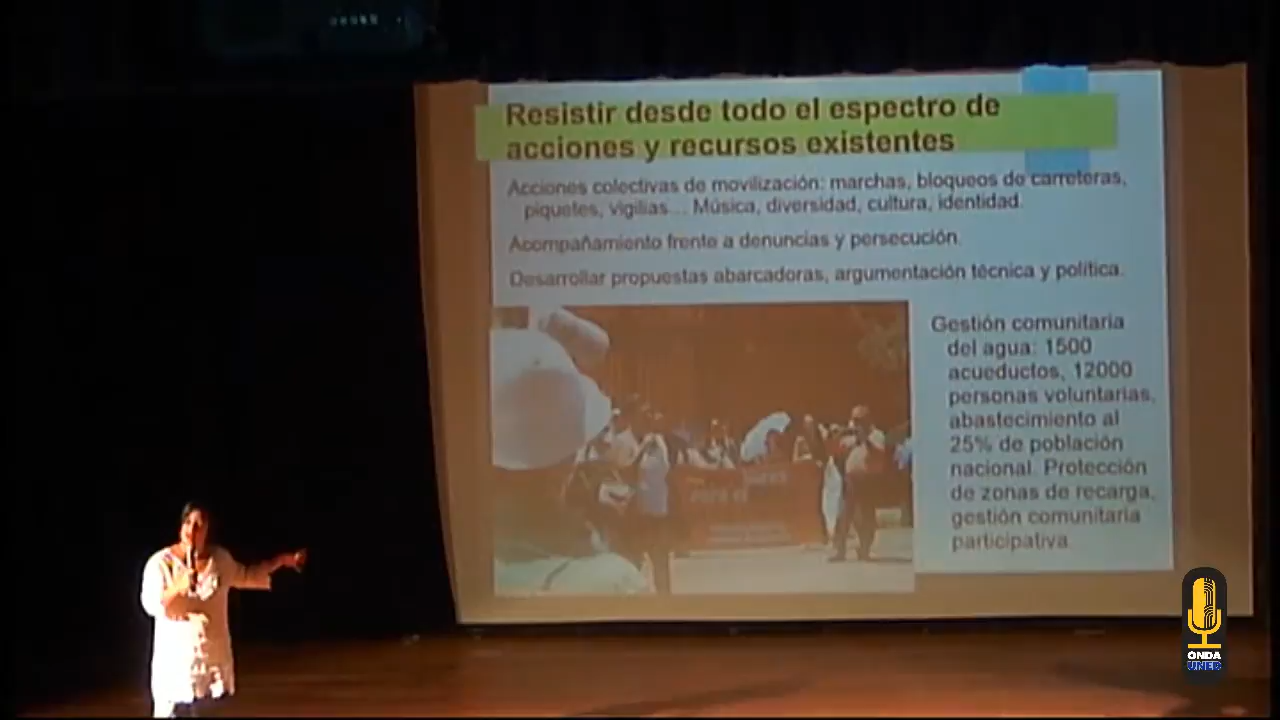 Resistir desde todo el espectro de
acciones y recursos existentes
Acciones colectivas de movilización: marchas, bloqueos de carreteras,
piquetes, vigilias... Música, diversidad, cultura, identidad.
Acompañamiento frente a denuncias y persecución.
Desarrollar propuestas abarcadoras, argumentación técnica y política.
Gestión comunitaria
del agua: 1500
acueductos, 12000
personas voluntarias,
abastecimiento al
25% de población
nacional. Protección
de zonas de recarga,
gestión comunitaria
participativa.
ONDA
UNED